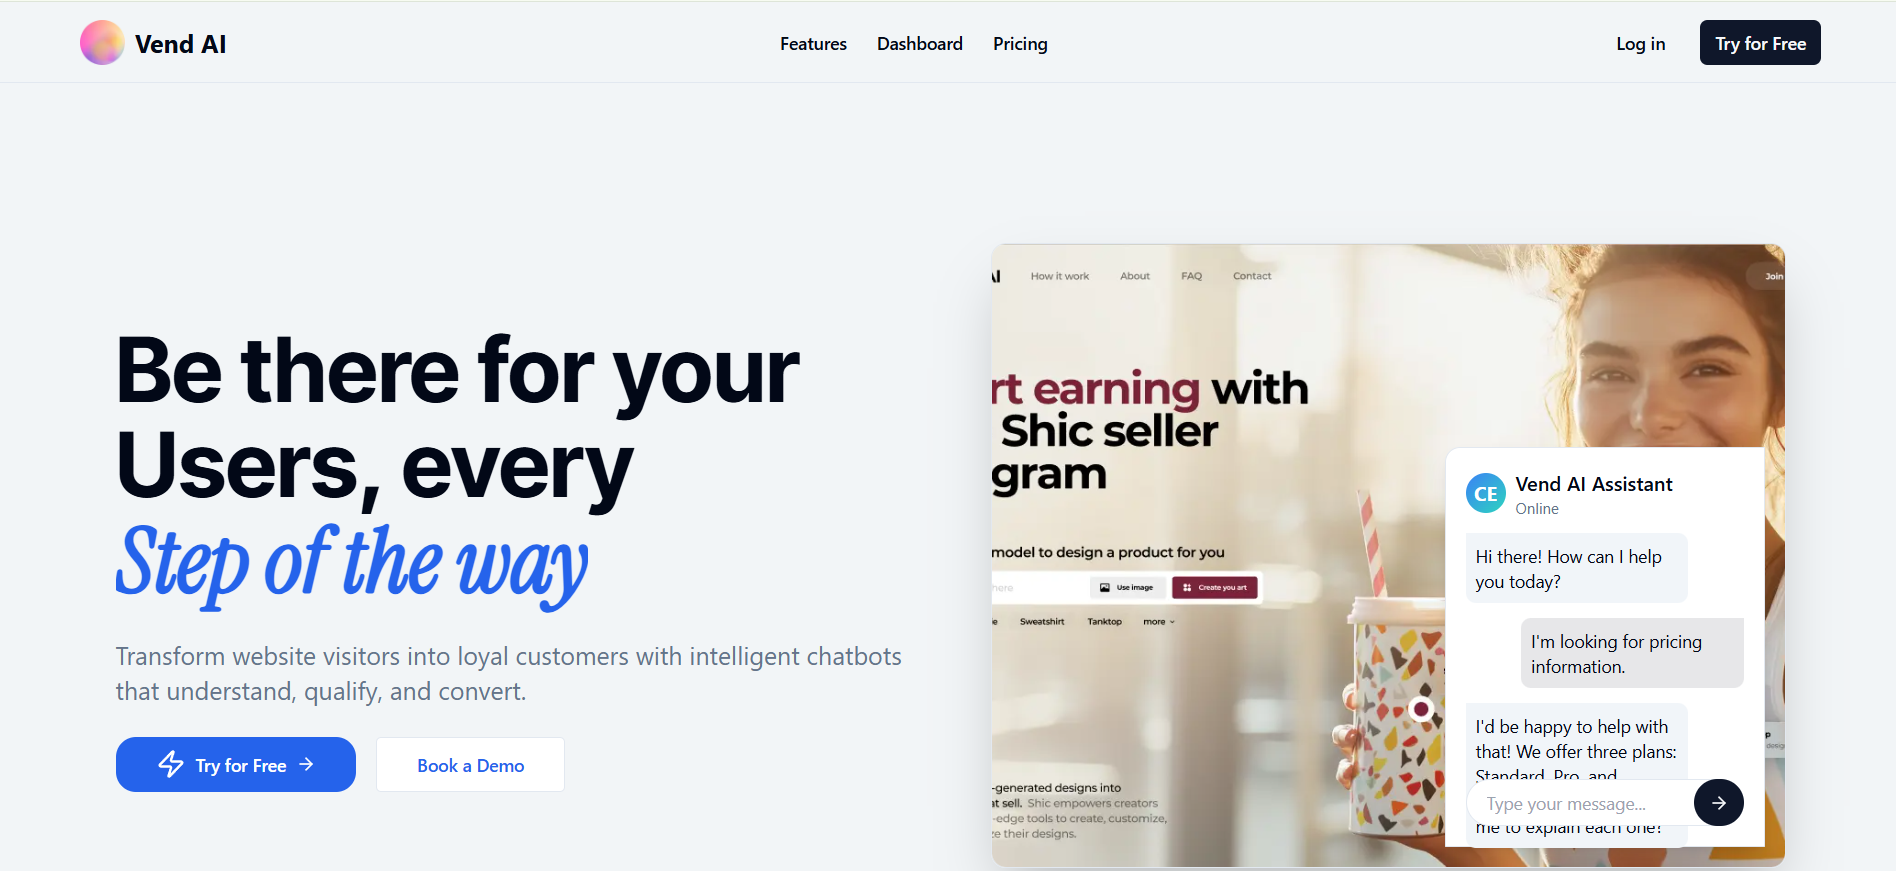 Vend AI
Features
Dashboard
Pricing
Log in
Try for Free
Be there for your
Users, every
Step of the way
Transform website visitors into loyal customers with intelligent chatbots
that understand, qualify, and convert.
Try for Free
Book a Demo
AI
How it work
About
FAQ
Contact
Join
rt earning with
Shic seller
gram
model to design a product for you
here
Use image
Create you art
e
Sweatshirt
Tanktop
more
-generated designs into
at sell. Shic empowers creators
-edge tools to create, customize,
ze their designs.
CE
Vend AI Assistant
Online
Hi there! How can I help
you today?
I'm looking for pricing
information.
I'd be happy to help with
that! We offer three plans:
Standard, Pro, and
Type your message...
me to explain each one?
p
desig